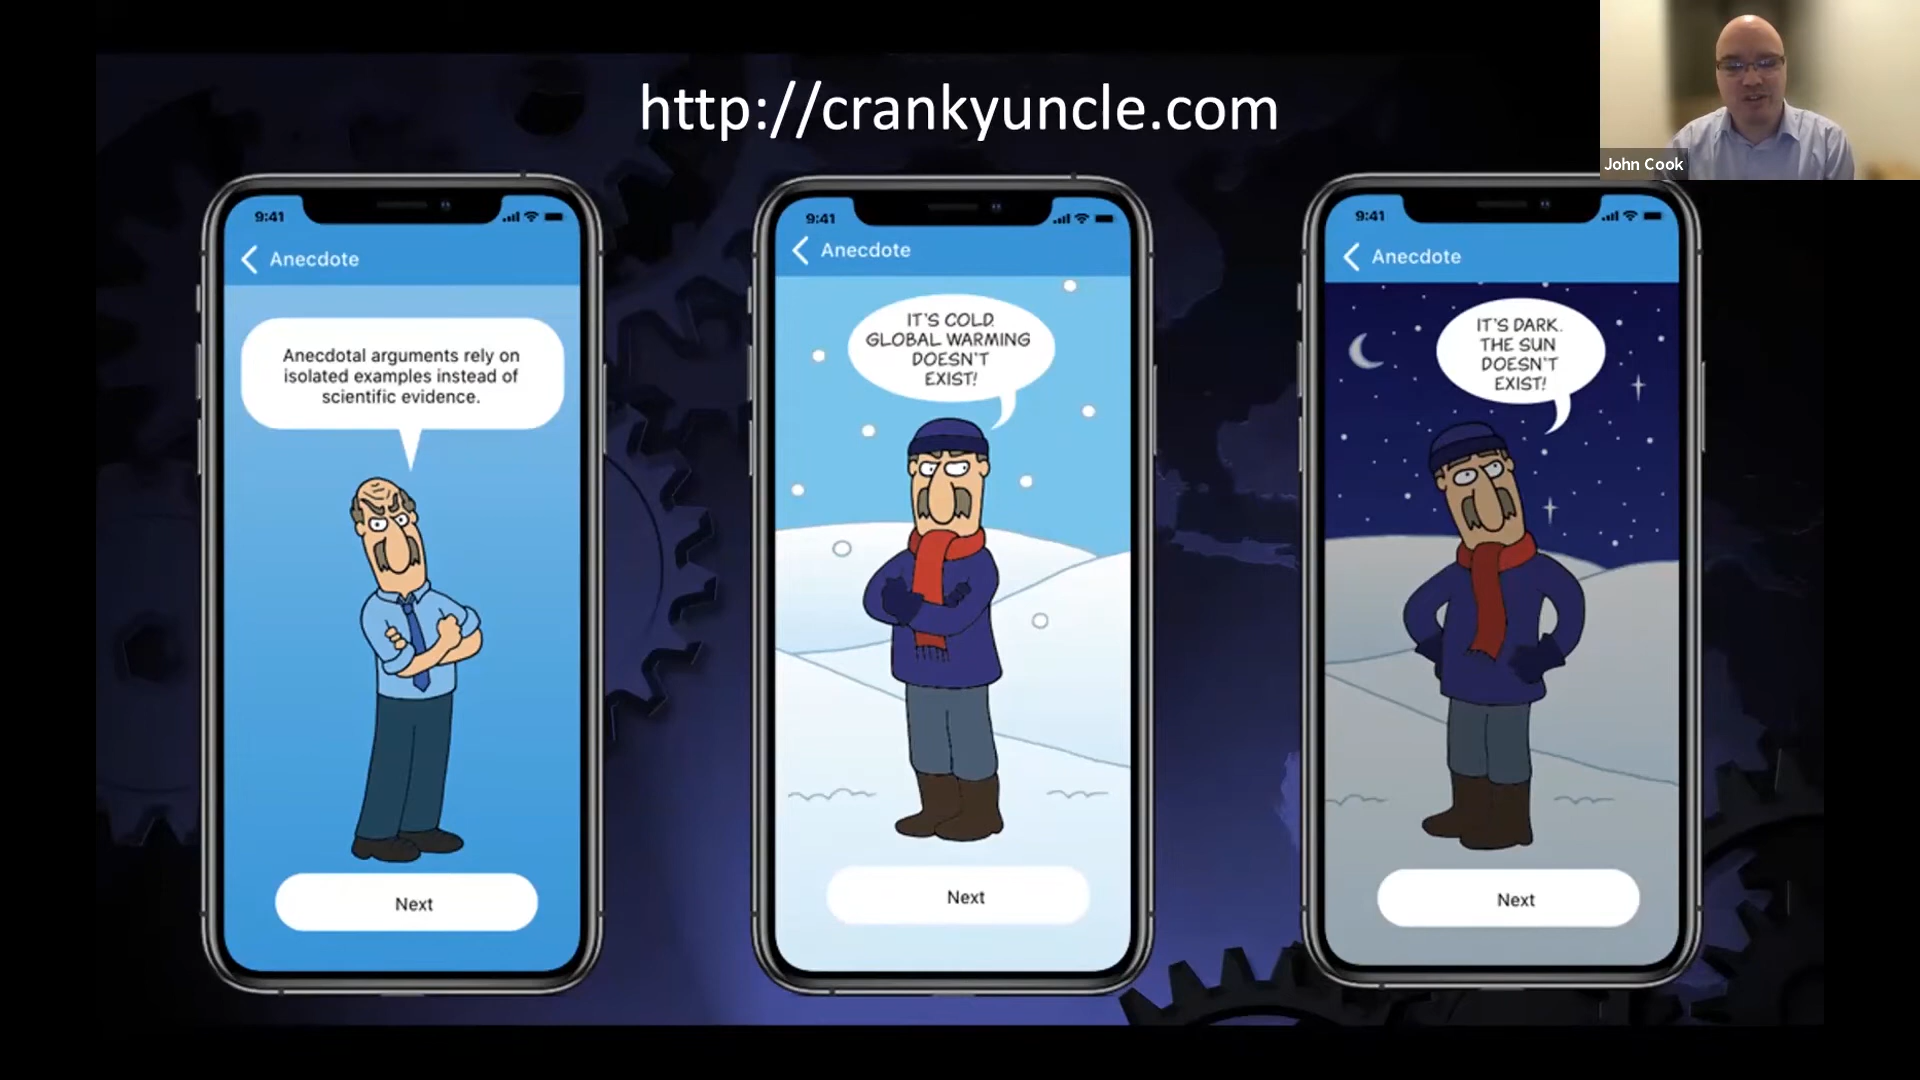 http://crankyuncle.com
John Cook
9:41
Anecdote
Anecdotal arguments rely on
isolated examples instead of
scientific evidence.
Next
9:41
Anecdote
IT'S COLD.
GLOBAL WARMING
DOESN'T
EXIST!
Next
9:41
Anecdote
IT'S DARK.
THE SUN
DOESN'T
EXIST!
Next